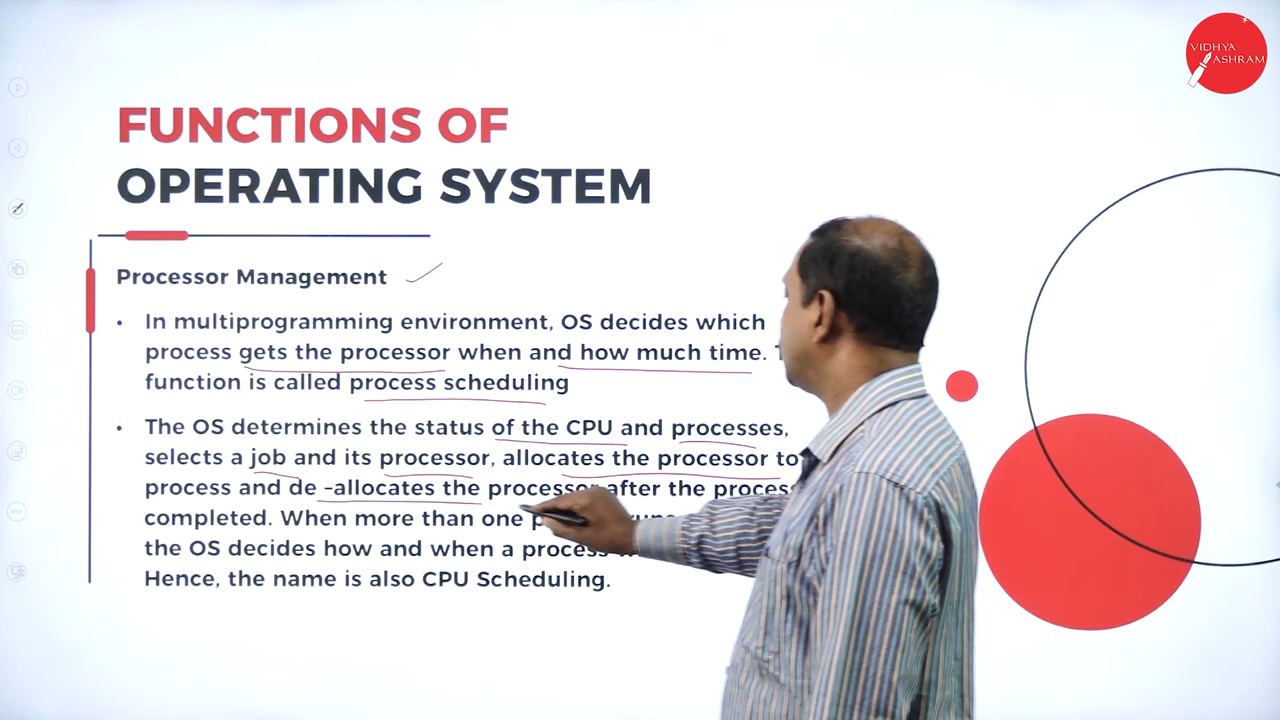 VIDHYA
ASHRAM
FUNCTIONS OF
OPERATING SYSTEM
Processor Management
• In multiprogramming environment, OS decides which
process gets the processor when and how much time.
function is called process scheduling
• The OS determines the status of the CPU and processes,
selects a job and its processor, allocates the processor to
process and de -allocates the processor after the process
completed. When more than one
the OS decides how and when a process
Hence, the name is also CPU Scheduling.